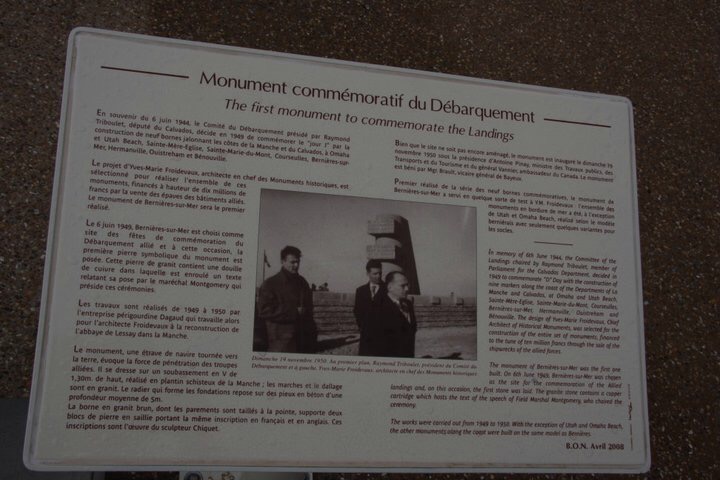 Monument commémoratif du Débarquement
The first monument to commemorate the Landings
En souvenir du 6 juin 1944, le Comité du Débarquement présidé par Raymond
Triboulet, député du Calvados, décide en 1949 de commémorer le "jour J" par la
construction de neuf bornes jalonnant les côtes de la Manche et du Calvados, à Omaha
et Utah Beach, Sainte-Mère-Eglise, Sainte-Marie-du-Mont, Courseulles, Bernières-sur-
Mer, Hermanville, Ouistreham et Bénouville.
Le projet d'Yves-Marie Froidevaux, architecte en chef des Monuments historiques, est
sélectionné pour réaliser l'ensemble de ces
monuments, financés à hauteur de dix millions de
francs par la vente des épaves des bâtiments alliés.
Le monument de Bernières-sur-Mer sera le premier
réalisé.
Le 6 juin 1949, Bernières-sur-Mer est choisis comme
site des fêtes de commémoration du
Débarquement allié et à cette occasion, la
première pierre symbolique du monument est
posée. Cette pierre de granit contient une douille
de cuivre dans laquelle est enroulé un texte
relatant sa pose par le maréchal Montgomery qui
préside ces cérémonies.
Les travaux sont réalisés de 1949 à 1950 par
l'entreprise périgourdine Dagaud qui travaille alors
pour l'architecte Froidevaux à la reconstruction de
l'abbaye de Lessay dans la Manche.
Le monument, une étrave de navire tournée vers
la terre, évoque la force de pénétration des troupes
alliées. Il se dresse sur un soubassement en V de
1,30m. de haut, réalisé en plantin schisteux de la Manche ; les marches et le dallage
sont en granit. Le radier qui forme les fondations repose sur des pieux en béton d'une
profondeur moyenne de 5m.
La borne en granit brun, dont les parements sont taillés à la pointe, supporte deux
blocs de pierre en saillie portant la même inscription en français et en anglais. Ces
inscriptions sont l'œuvre du sculpteur Chiquet.
Bien que le site ne soit pas encore aménagé, le monument est inauguré le dimanche 19
novembre 1950 sous la présidence d'Antoine Pinay, ministre des Travaux publics, des
Transports et du Tourisme et du général Vannier, ambassadeur du Canada. Le monument
est béni par Mgr. Brault, vicaire général de Bayeux.
Premier réalisé de la série des neuf bornes commémoratives, le monument de
Bernières-sur-Mer a servi en quelque sorte de test à Y.M. Froidevaux : l'ensemble des
monuments en bordure de mer a été, à l'exception
de Utah et Omaha Beach, réalisé selon le modèle
berniérais avec seulement quelques variantes pour
les socles.
In memory of 6th June 1944, the Committee of the
Landings chaired by Raymond Triboulet, member of
Parliament for the Calvados Department, decided in
1949 to commemorate "D" Day with the construction of
nine markers along the coast of the Departments of La
Manche and Calvados, at Omaha and Utah Beach,
Sainte-Mère-Eglise, Sainte-Marie-du-Mont, Courseulles,
Bernières-sur-Mer, Hermanville, Ouistreham and
Bénouville. The design of Yves-Marie Froidevaux, Chief
Architect of Historical Monuments, was selected for the
construction of the entire set of monuments, financed
to the tune of ten million francs through the sale of the
shipwrecks of the allied forces.
The monument of Bernières-sur-Mer was the first one
built. On 6th June 1949, Bernières-sur-Mer was chosen
as the site for the commemoration of the Allied
landings and, on this occasion, the first stone was laid. The granite stone contains a copper
cartridge which hosts the text of the speech of Field Marshal Montgomery, who chaired the
ceremony.
The works were carried out from 1949 to 1950. With the exception of Utah and Omaha Beach,
the other monuments along the coast were built on the same model as Bernières.
B.O.N. Avril 2008
Dimanche 19 novembre 1950. Au premier plan, Raymond Triboulet, président du Comité du
Débarquement et à gauche, Yves-Marie Froidevaux, architecte en chef des Monuments historiques